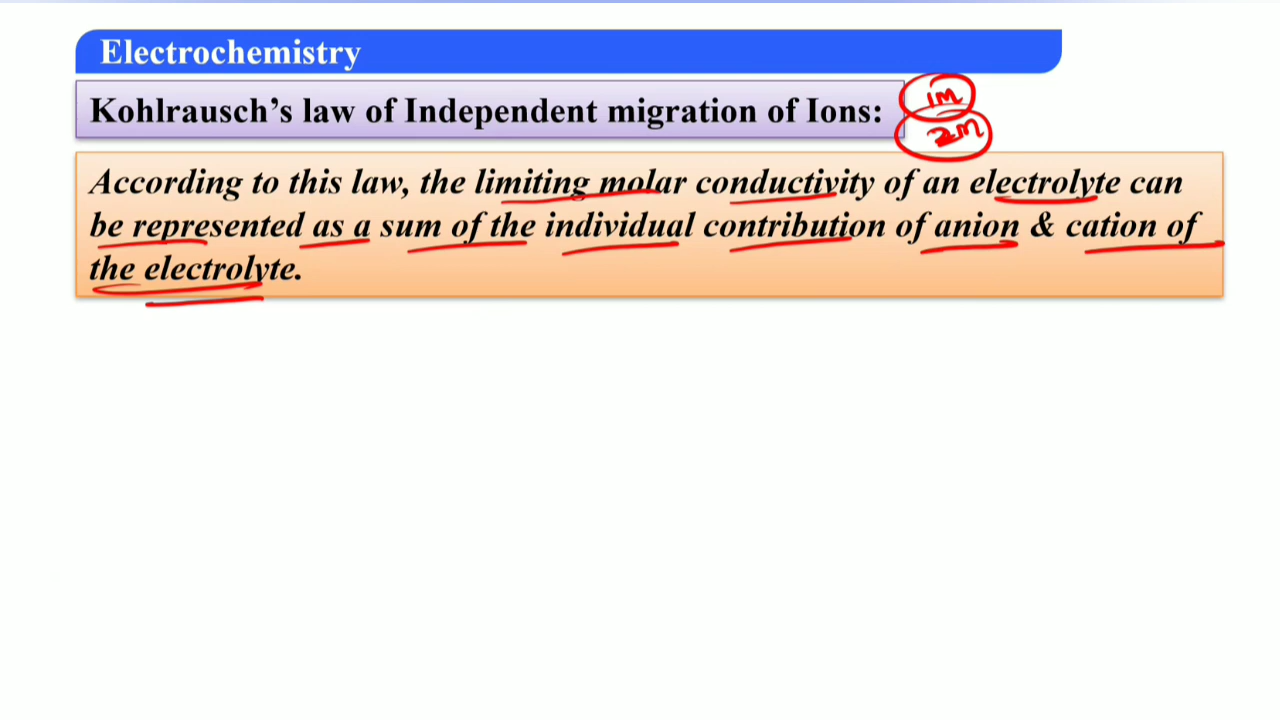 Electrochemistry
Kohlrausch's law of Independent migration of Ions:
1M
2M
According to this law, the limiting molar conductivity of an electrolyte can
be represented as a sum of the individual contribution of anion & cation of
the electrolyte.